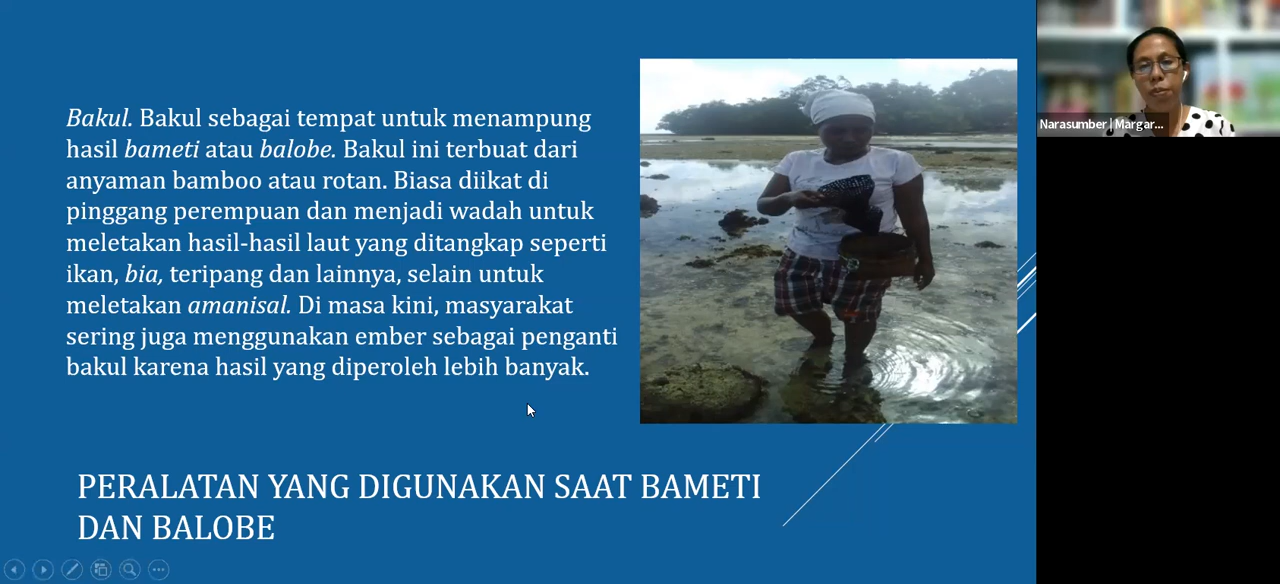 Bakul. Bakul sebagai tempat untuk menampung
hasil bameti atau balobe. Bakul ini terbuat dari
anyaman bamboo atau rotan. Biasa diikat di
pinggang perempuan dan menjadi wadah untuk
meletakan hasil-hasil laut yang ditangkap seperti
ikan, bia, teripang dan lainnya, selain untuk
meletakan amanisal. Di masa kini, masyarakat
sering juga menggunakan ember sebagai penganti
bakul karena hasil yang diperoleh lebih banyak.
PERALATAN YANG DIGUNAKAN SAAT BAMETI
DAN BALOBE
Narasumber | Margar...